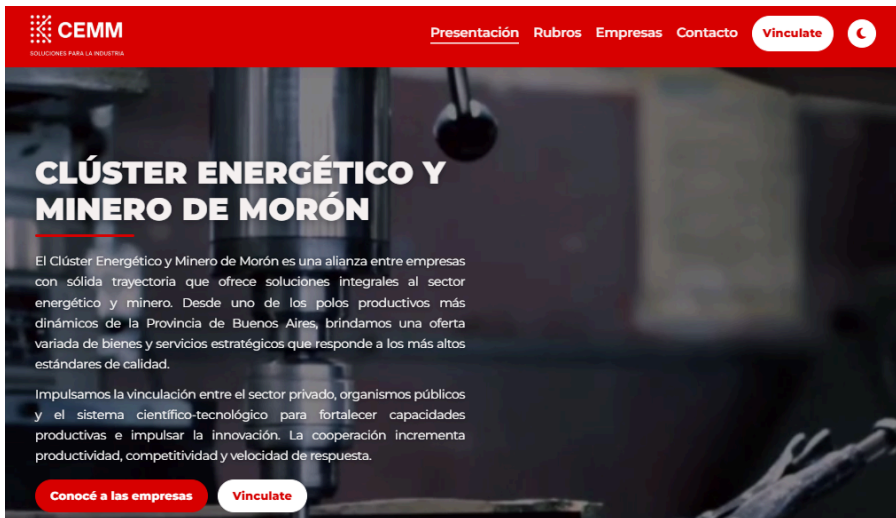 CEMM
SOLUCIONES PARA LA INDUSTRIA
Presentación Rubros Empresas Contacto Vinculate
CLÚSTER ENERGÉTICO Y
MINERO DE MORÓN
El Clúster Energético y Minero de Morón es una alianza entre empresas
con sólida trayectoria que ofrece soluciones integrales al sector
energético y minero. Desde uno de los polos productivos más
dinámicos de la Provincia de Buenos Aires, brindamos una oferta
variada de bienes y servicios estratégicos que responde a los más altos
estándares de calidad.
Impulsamos la vinculación entre el sector privado, organismos públicos
y el sistema científico-tecnológico para fortalecer capacidades
productivas e impulsar la innovación. La cooperación incrementa
productividad, competitividad y velocidad de respuesta.
Conocé a las empresas Vinculate